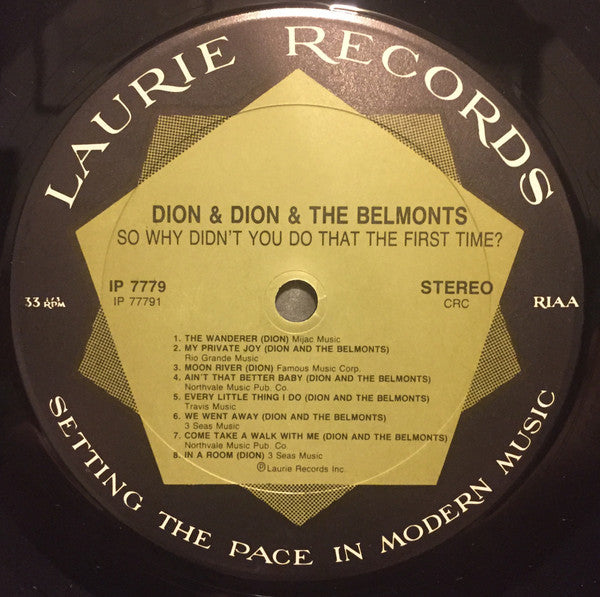 LAURIE RECORDS
DION & DION & THE BELMONTS
SO WHY DIDN'T YOU DO THAT THE FIRST TIME?
IP 7779
IP 77791
STEREO
CRC
33 1/3 RPM
RIAA
1. THE WANDERER (DION) Mijac Music
2. MY PRIVATE JOY (DION AND THE BELMONTS)
Rio Grande Music
3. MOON RIVER (DION) Famous Music Corp.
4. AIN'T THAT BETTER BABY (DION AND THE BELMONTS)
Northvale Music Pub. Co.
5. EVERY LITTLE THING I DO (DION AND THE BELMONTS)
Travis Music
6. WE WENT AWAY (DION AND THE BELMONTS)
3 Seas Music
7. COME TAKE A WALK WITH ME (DION AND THE BELMONTS)
Northvale Music Pub. Co.
8. IN A ROOM (DION) 3 Seas Music
℗Laurie Records Inc.
SETTING THE PACE IN MODERN MUSIC